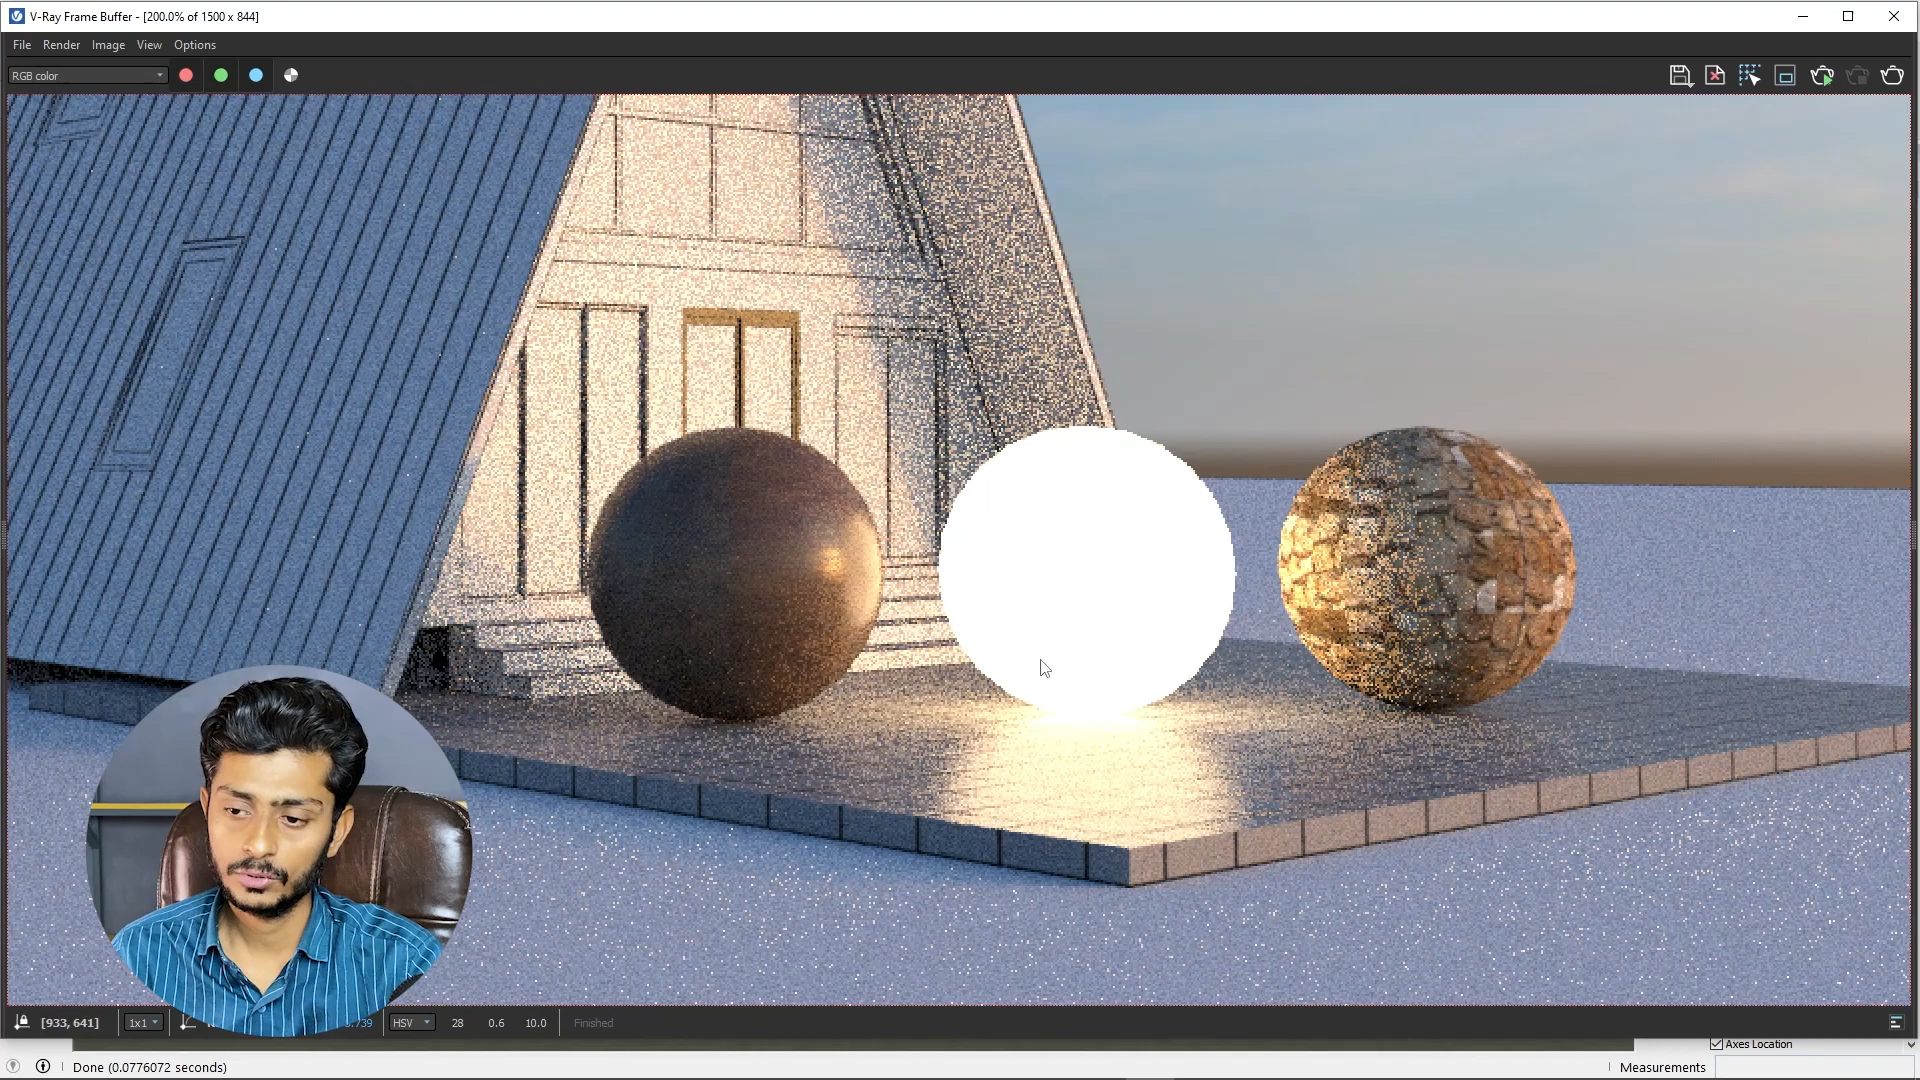 V-Ray Frame Buffer - [200.0% of 1500 x 844]
File Render Image View Options
RGB color
[933, 641] 1x1 HSV 28 0.6 10.0 Finished
Axes Location
Done (0.0776072 seconds) Measurements